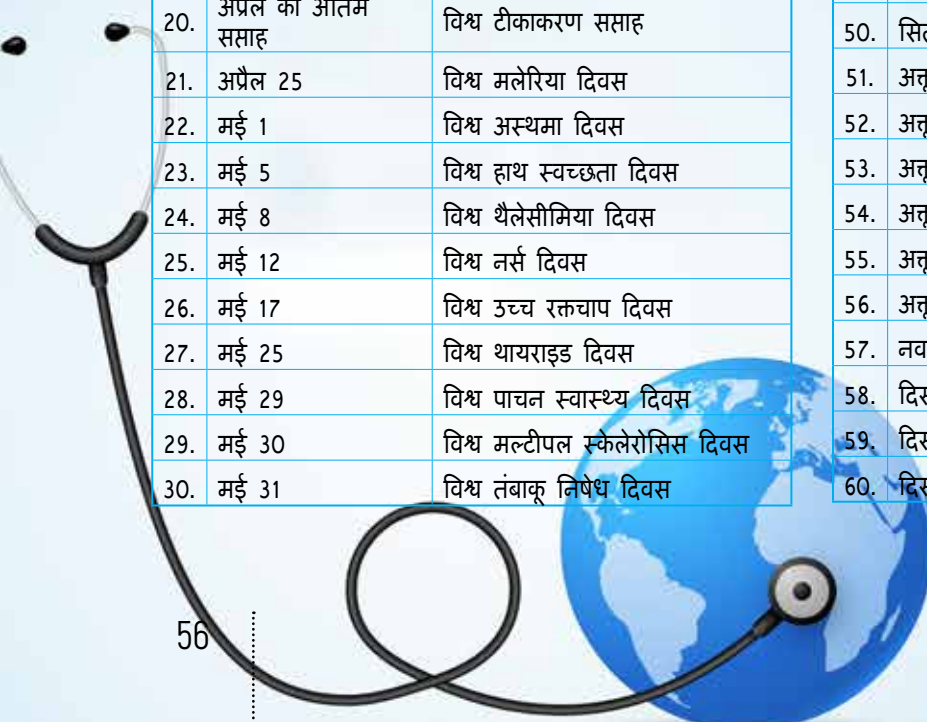 20. अप्रैल का अंतिम
सप्ताह विश्व टीकाकरण सप्ताह
21. अप्रैल 25 विश्व मलेरिया दिवस
22. मई 1 विश्व अस्थमा दिवस
23. मई 5 विश्व हाथ स्वच्छता दिवस
24. मई 8 विश्व थैलेसीमिया दिवस
25. मई 12 विश्व नर्स दिवस
26. मई 17 विश्व उच्च रक्तचाप दिवस
27. मई 25 विश्व थायराइड दिवस
28. मई 29 विश्व पाचन स्वास्थ्य दिवस
29. मई 30 विश्व मल्टीपल स्केलेरोसिस दिवस
30. मई 31 विश्व तंबाकू निषेध दिवस
50.
51.
52.
53.
54.
55.
56.
57.
58.
59.
60.
56